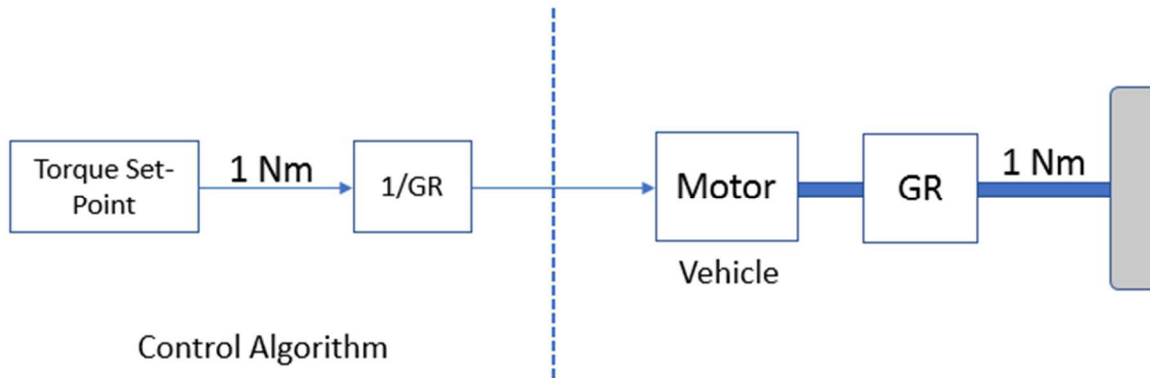 Torque Set-
Point
1 Nm
1/GR
Motor
GR
1 Nm
Vehicle
Control Algorithm